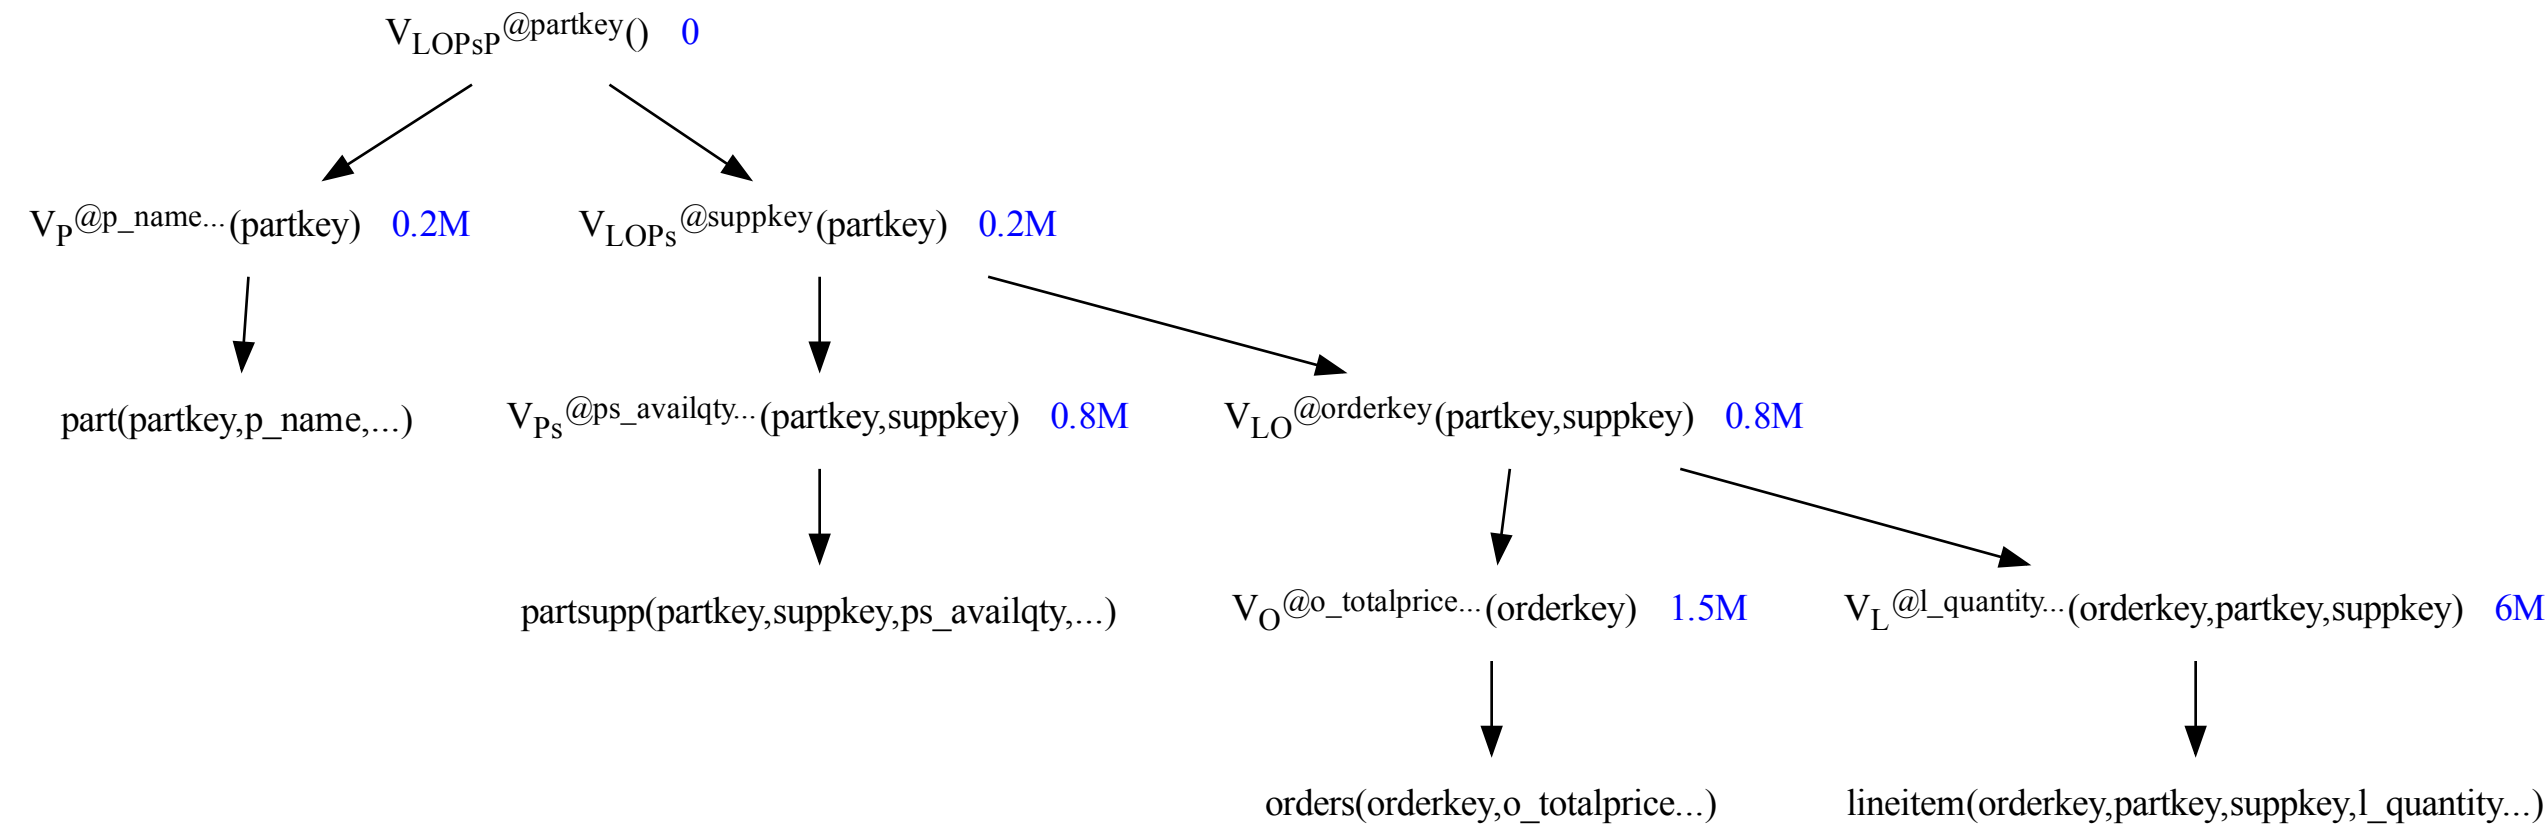 V_LOPsP^@partkey() 0
V_P^@p_name...(partkey) 0.2M
V_LOPs^@suppkey(partkey) 0.2M
part(partkey,p_name,...)
V_Ps^@ps_availqty...(partkey,suppkey) 0.8M
V_LO^@orderkey(partkey,suppkey) 0.8M
partsupp(partkey,suppkey,ps_availqty,...)
V_O^@o_totalprice...(orderkey) 1.5M
V_L^@l_quantity...(orderkey,partkey,suppkey) 6M
orders(orderkey,o_totalprice...)
lineitem(orderkey,partkey,suppkey,l_quantity...)